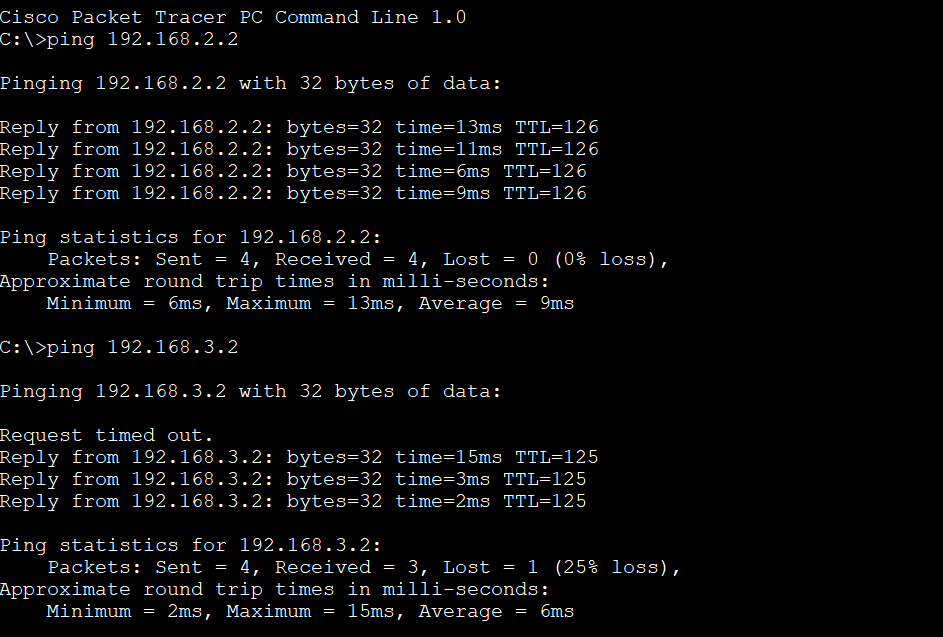 Cisco Packet Tracer PC Command Line 1.0
C:\>ping 192.168.2.2
Pinging 192.168.2.2 with 32 bytes of data:
Reply from 192.168.2.2: bytes=32 time=13ms TTL=126
Reply from 192.168.2.2: bytes=32 time=11ms TTL=126
Reply from 192.168.2.2: bytes=32 time=6ms TTL=126
Reply from 192.168.2.2: bytes=32 time=9ms TTL=126
Ping statistics for 192.168.2.2:
    Packets: Sent = 4, Received = 4, Lost = 0 (0% loss),
Approximate round trip times in milli-seconds:
    Minimum = 6ms, Maximum = 13ms, Average = 9ms
C:\>ping 192.168.3.2
Pinging 192.168.3.2 with 32 bytes of data:
Request timed out.
Reply from 192.168.3.2: bytes=32 time=15ms TTL=125
Reply from 192.168.3.2: bytes=32 time=3ms TTL=125
Reply from 192.168.3.2: bytes=32 time=2ms TTL=125
Ping statistics for 192.168.3.2:
    Packets: Sent = 4, Received = 3, Lost = 1 (25% loss),
Approximate round trip times in milli-seconds:
    Minimum = 2ms, Maximum = 15ms, Average = 6ms